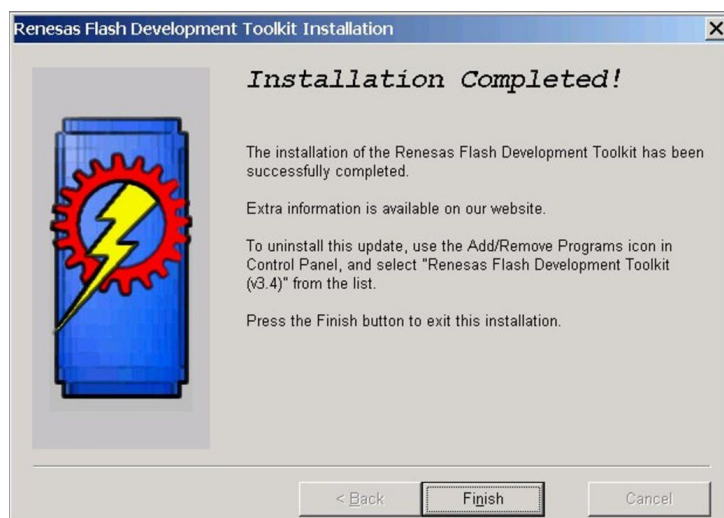 Renesas Flash Development Toolkit Installation
Installation Completed!
The installation of the Renesas Flash Development Toolkit has been
successfully completed.
Extra information is available on our website.
To uninstall this update, use the Add/Remove Programs icon in
Control Panel, and select "Renesas Flash Development Toolkit
(v3.4)" from the list.
Press the Finish button to exit this installation.
< Back
Finish
Cancel